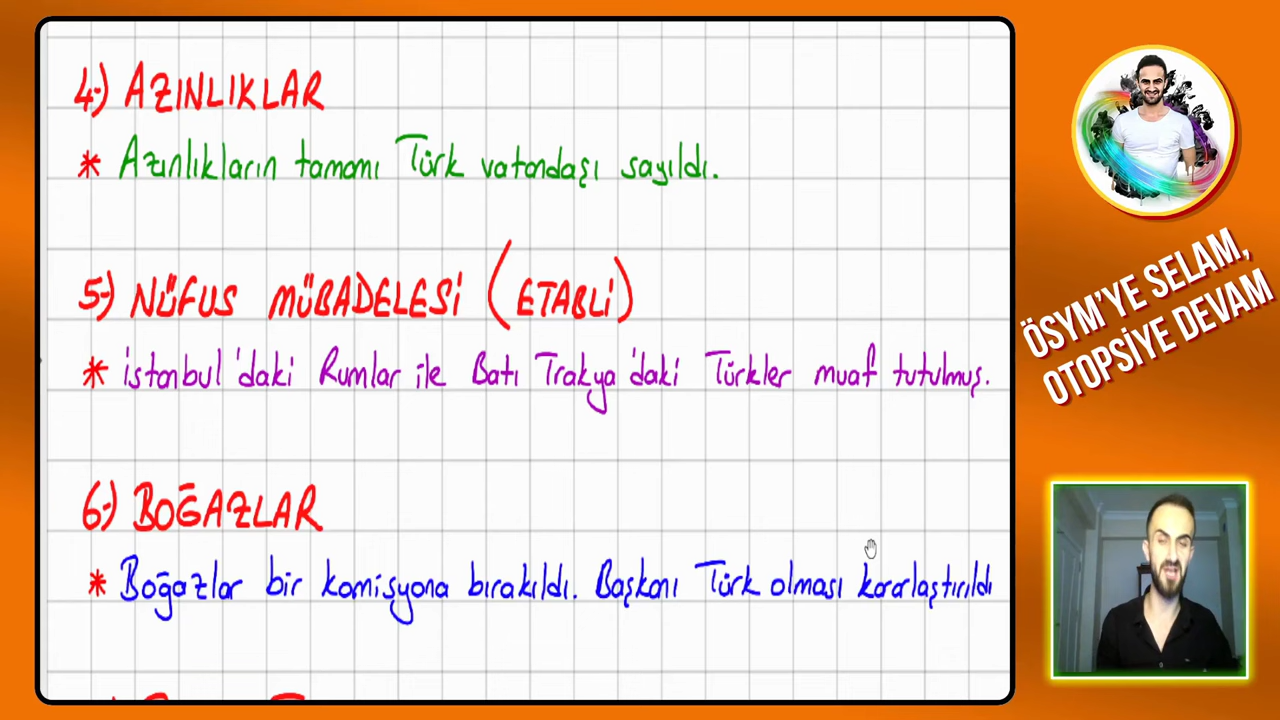 4-) AZINLIKLAR
* Azınlıkların tamamı Türk vatandaşı sayıldı.
5-) NÜFUS MÜBADELESİ (ETABLİ)
* İstanbul'daki Rumlar ile Batı Trakya'daki Türkler muaf tutulmuş.
6-) BOĞAZLAR
* Boğazlar bir komisyona bırakıldı. Başkanı Türk olması kararlaştırıldı
ÖSYM'YE SELAM,
OTOPSİYE DEVAM